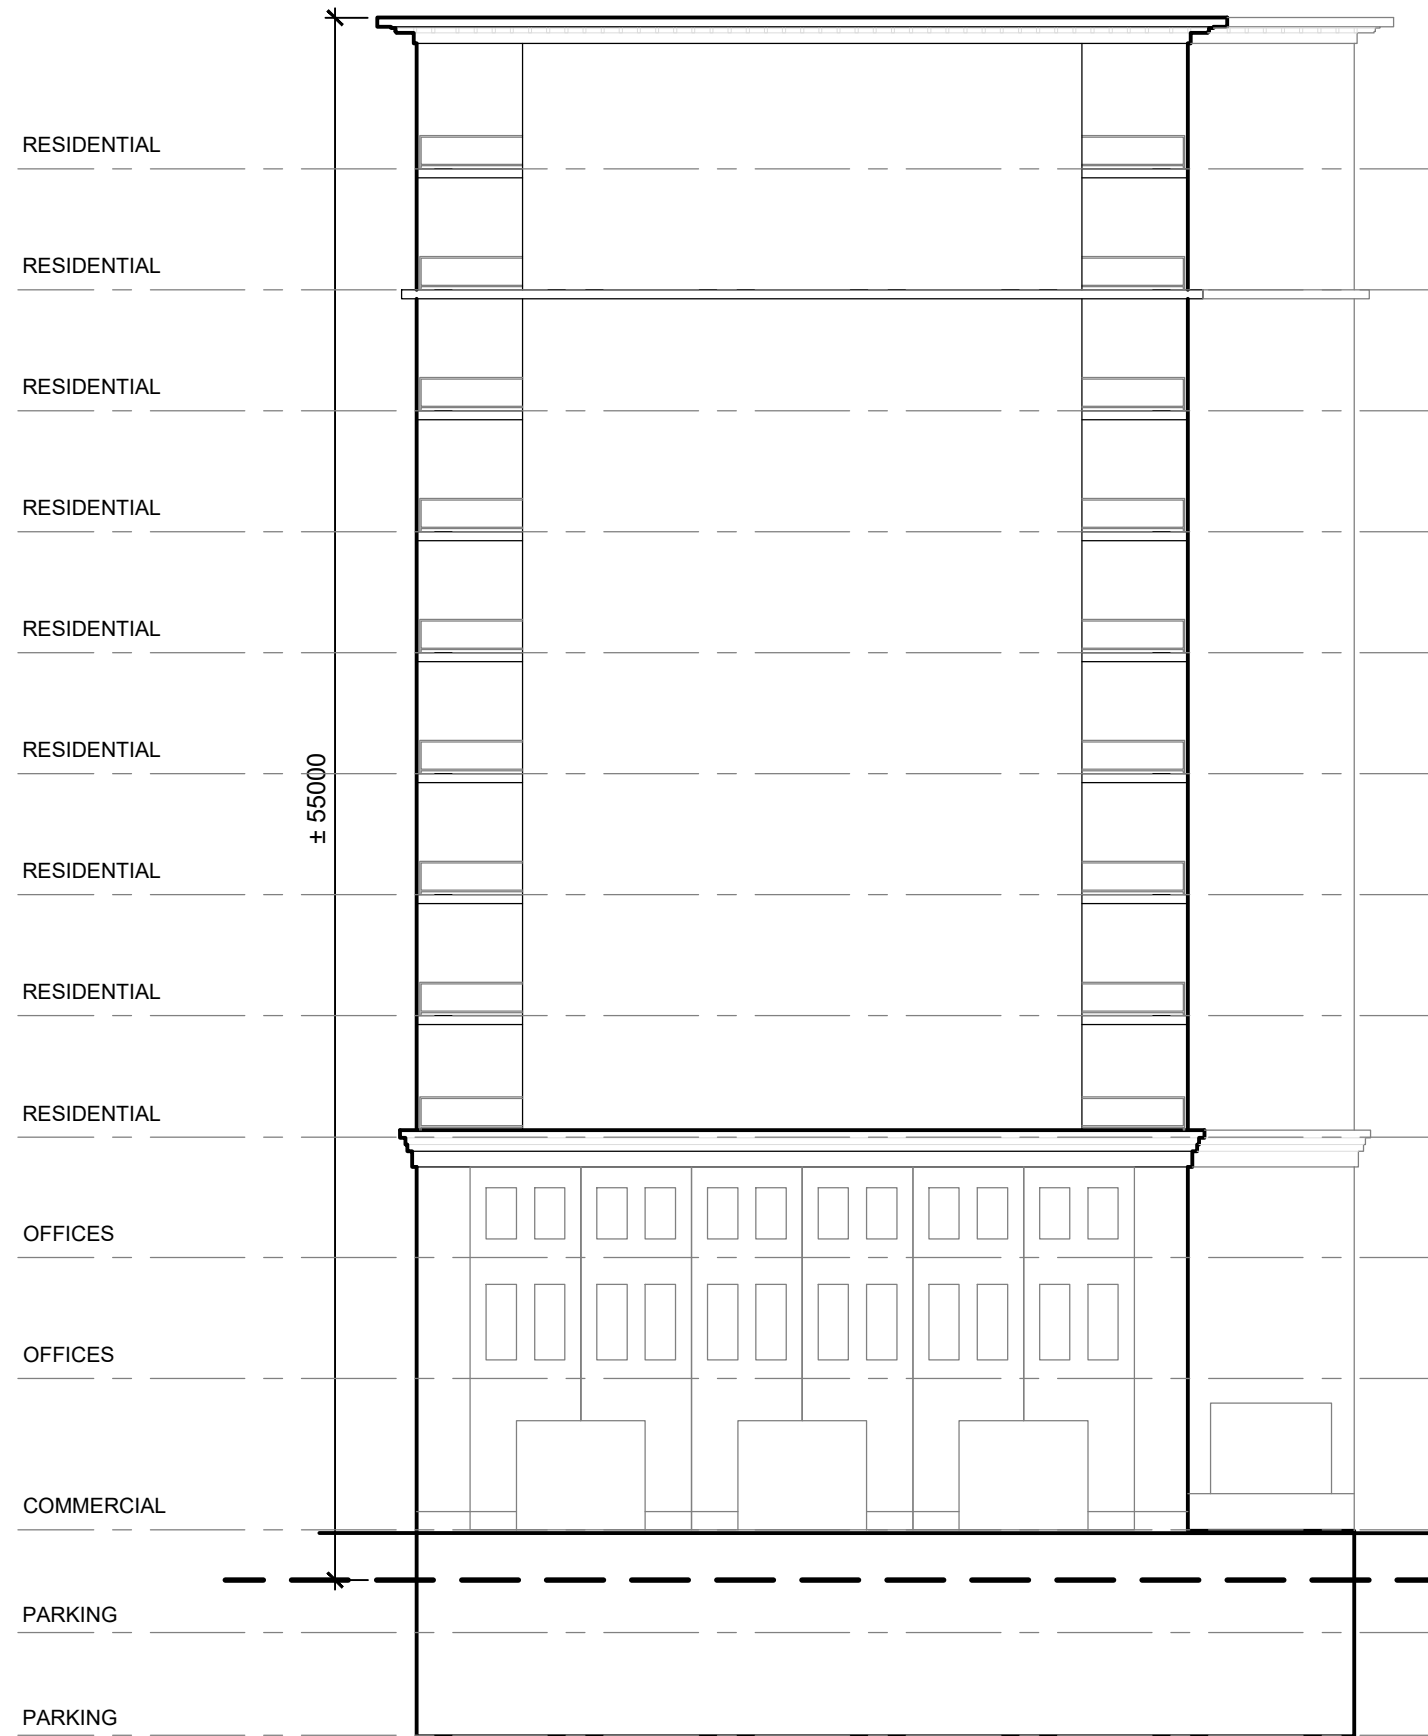 RESIDENTIAL
RESIDENTIAL
RESIDENTIAL
RESIDENTIAL
RESIDENTIAL
RESIDENTIAL
± 55000
RESIDENTIAL
RESIDENTIAL
RESIDENTIAL
OFFICES
OFFICES
COMMERCIAL
PARKING
PARKING